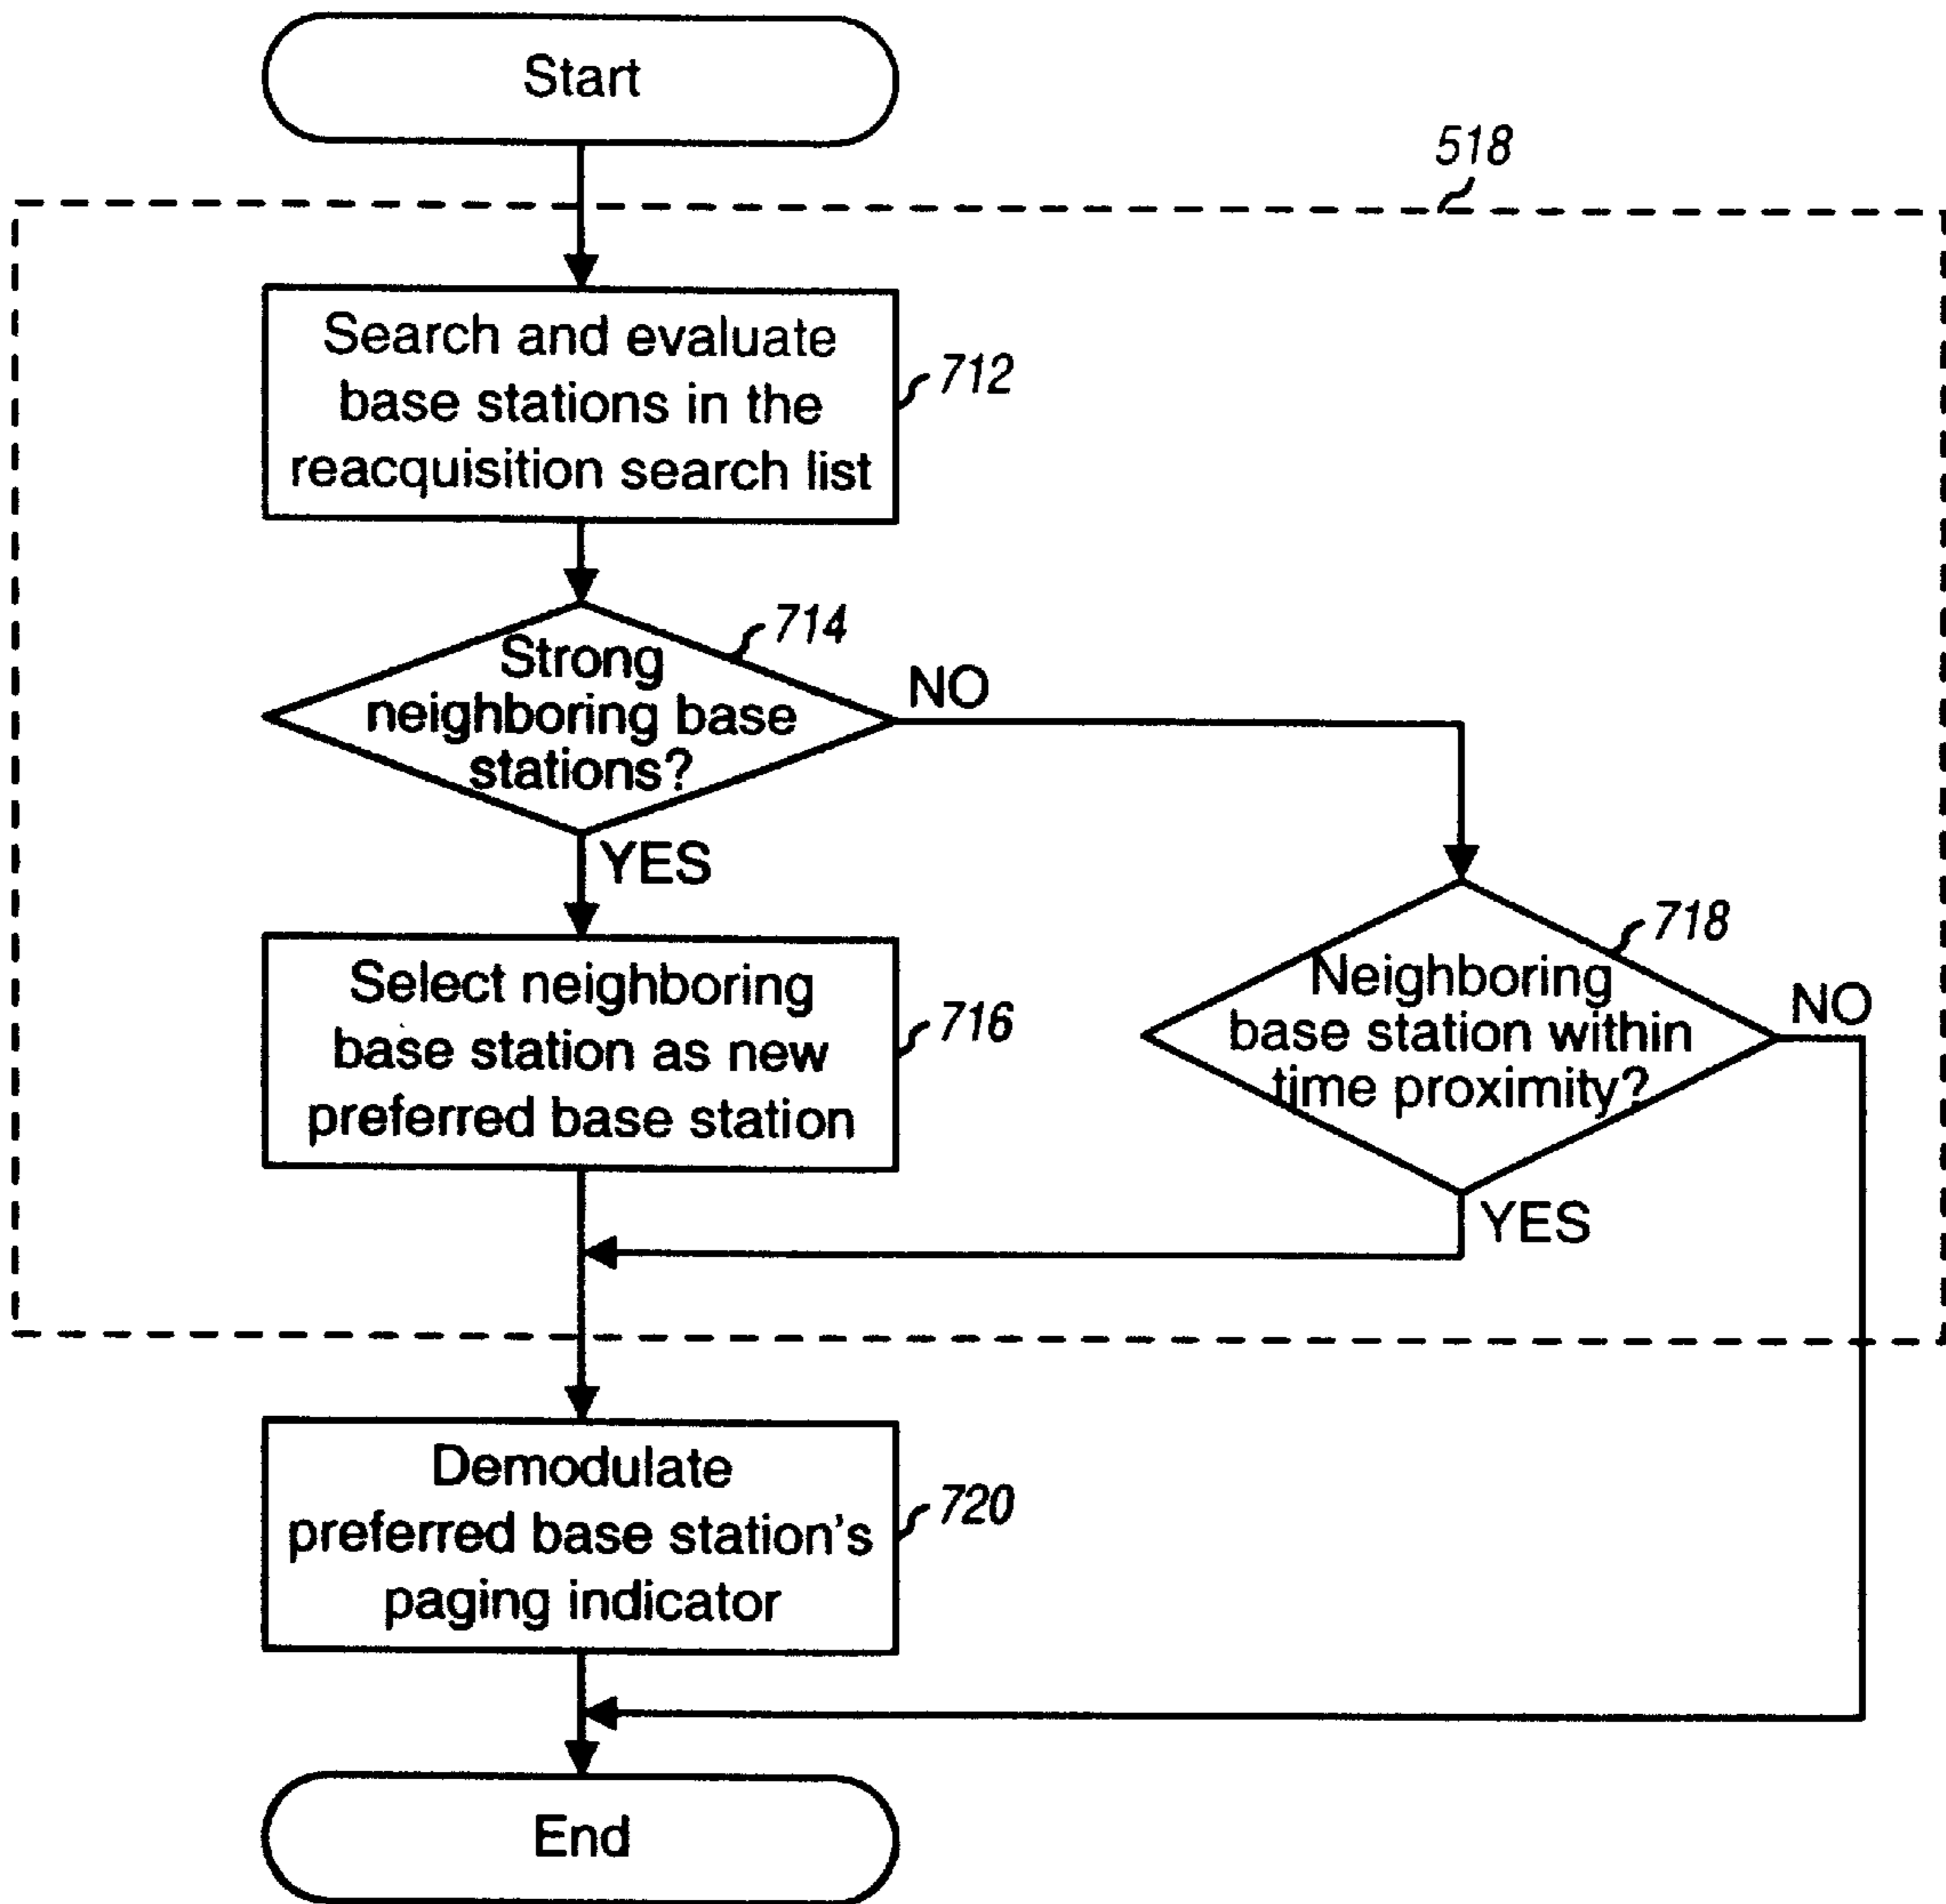 Start
518
Search and evaluate
base stations in the
reacquisition search list
712
714
Strong
neighboring base
stations?
NO
YES
718
Neighboring
base station within
time proximity?
NO
YES
Select neighboring
base station as new
preferred base station
716
Demodulate
preferred base station's
paging indicator
720
End